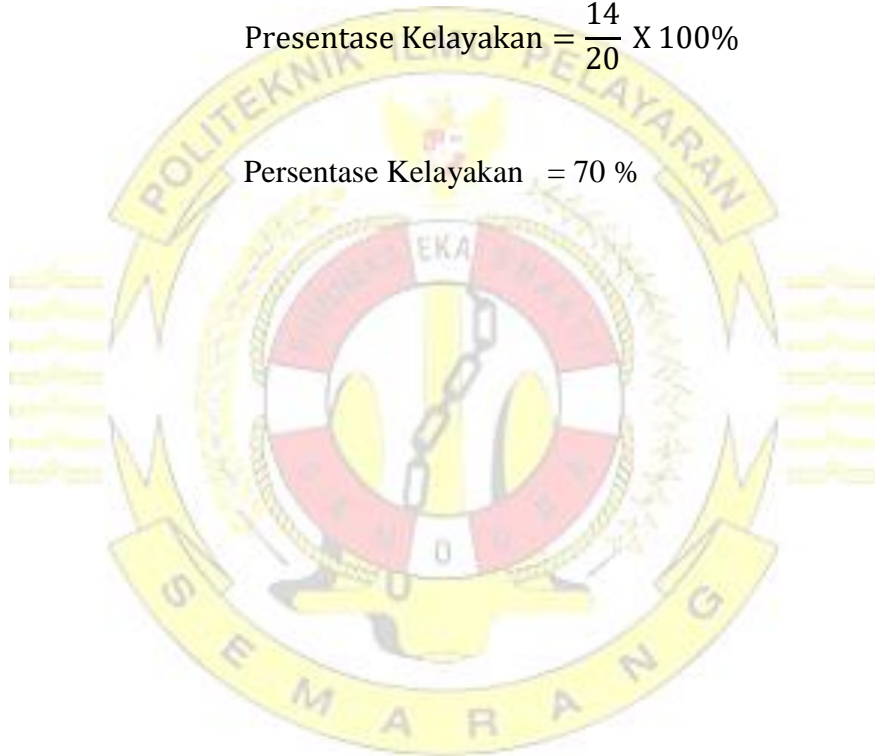 Presentase Kelayakan = 14/20 X 100%
POLITEKNIK ILMU PELAYARAN
Persentase Kelayakan = 70 %
EKA
SEMARANG